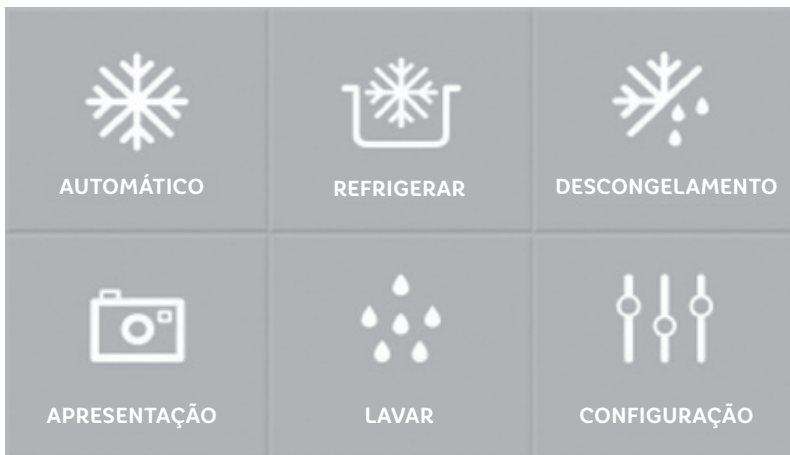 AUTOMÁTICO
REFRIGERAR
DESCONGELAMENTO
APRESENTAÇÃO
LAVAR
CONFIGURAÇÃO